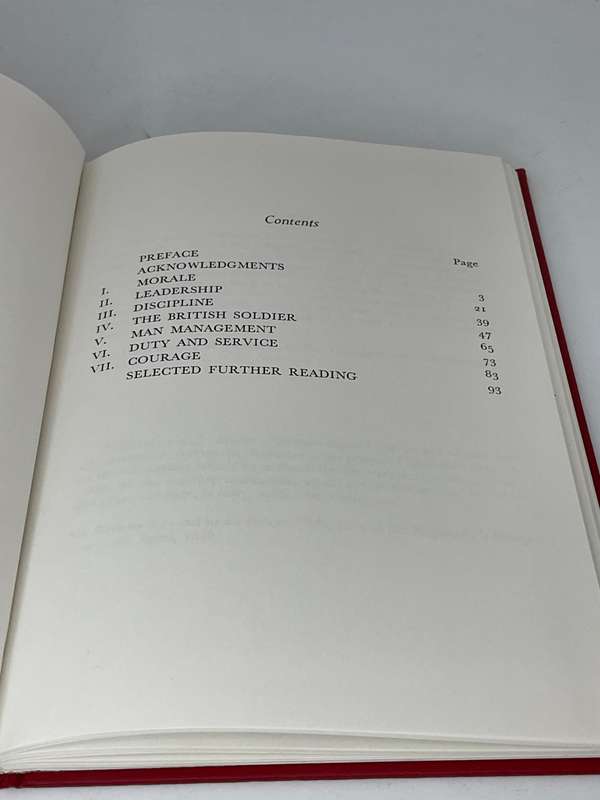 Contents
Page
PREFACE
ACKNOWLEDGMENTS
I. MORALE 3
II. LEADERSHIP 21
III. DISCIPLINE 39
IV. THE BRITISH SOLDIER 47
V. MAN MANAGEMENT 65
VI. DUTY AND SERVICE 73
VII. COURAGE 83
SELECTED FURTHER READING 93